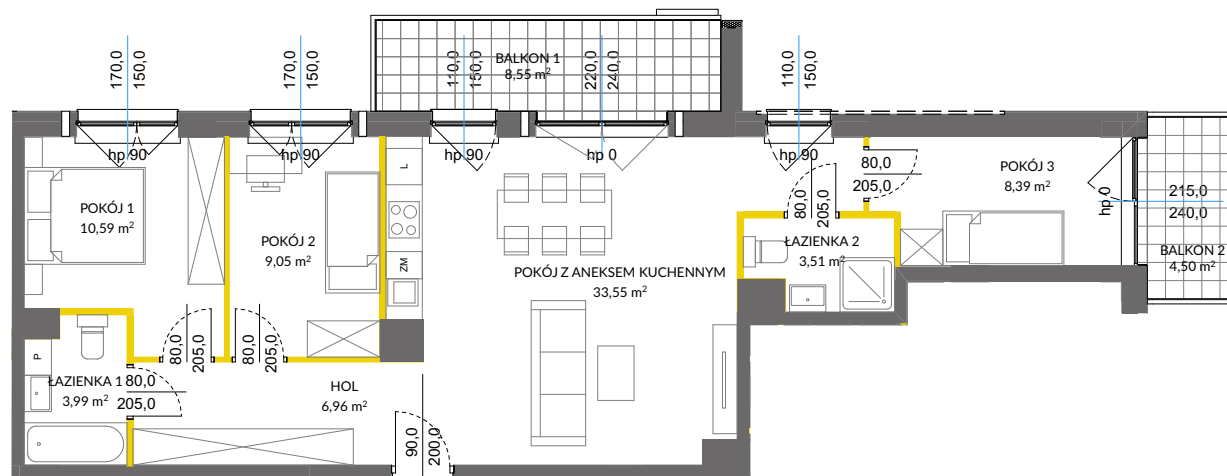 170,0
150,0
170,0
150,0
110,0
150,0
BALKON 1
8,55 m²
220,0
240,0
110,0
150,0
hp 90
hp 90
hp 90
hp 0
hp 90
L
ZM
POKÓJ 1
10,59 m²
POKÓJ 2
9,05 m²
POKÓJ Z ANEKSEM KUCHENNYM
33,55 m²
80,0
205,0
80,0
205,0
ŁAZIENKA 2
3,51 m²
POKÓJ 3
8,39 m²
hp 0
215,0
240,0
BALKON 2
4,50 m²
80,0
205,0
80,0
205,0
P
ŁAZIENKA 1
3,99 m²
80,0
205,0
HOL
6,96 m²
90,0
200,0